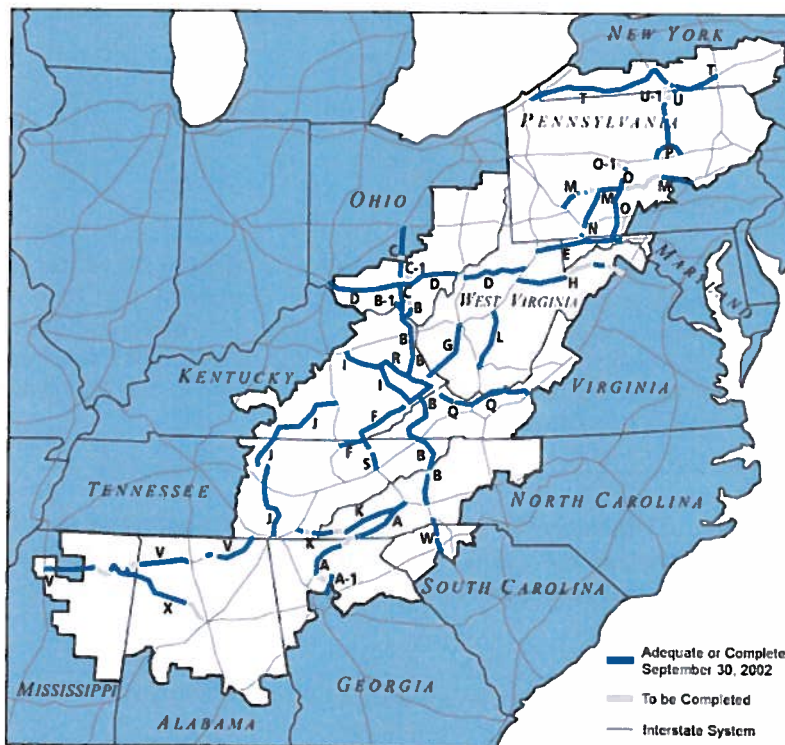 NEW YORK
T
T
U-1
U
PENNSYLVANIA
P
O-1
O
M
M
M
O
N
OHIO
E
MARYLAN
C
C-1
D
D
H
D
B-1
C
B
WEST VIRGINIA
B
G
L
R
B
I
KENTUCKY
I
VIRGINIA
B
Q
Q
F
J
F
B
S
J
B
TENNESSEE
NORTH CAROLINA
K
J
A
K
W
V
V
A
V
A-1
SOUTH CAROLINA
X
MISSISSIPPI
GEORGIA
ALABAMA
Adequate or Complete
September 30, 2002
To be Completed
Interstate System